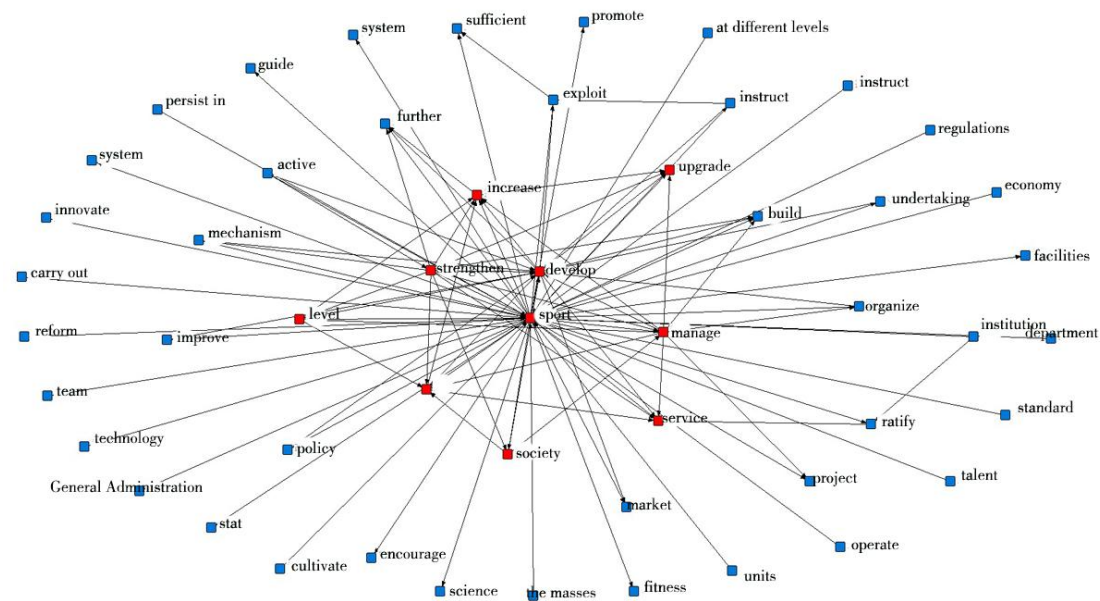 promote
sufficient
system
at different levels
guide
exploit
instruct
instruct
persist in
further
regulations
system
active
upgrade
increase
economy
undertaking
innovate
build
mechanism
facilities
strengthen
develop
carry out
organize
level
sport
reform
improve
manage
institution
department
team
standard
service
ratify
technology
policy
society
General Administration
project
talent
market
stat
operate
encourage
cultivate
units
science
the masses
fitness